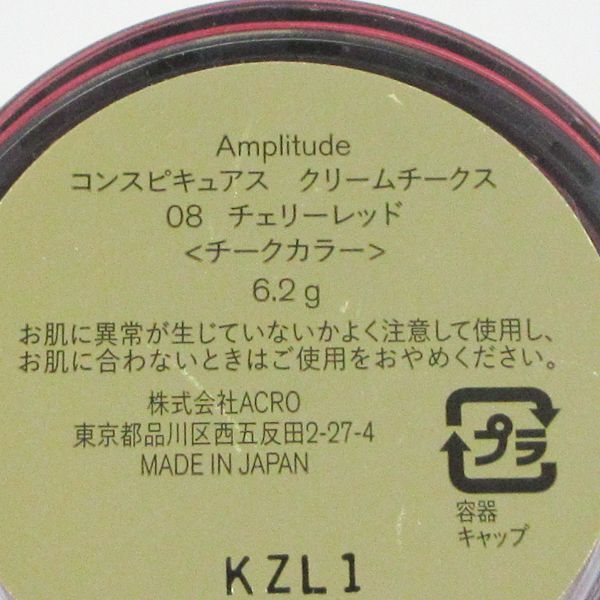 Amplitude
コンスピキュアス　クリームチークス
08　チェリーレッド
<チークカラー>
6.2 g
お肌に異常が生じていないかよく注意して使用し、
お肌に合わないときはご使用をおやめください。
株式会社ACRO
東京都品川区西五反田2-27-4
MADE IN JAPAN
プラ
容器
キャップ
KZL1